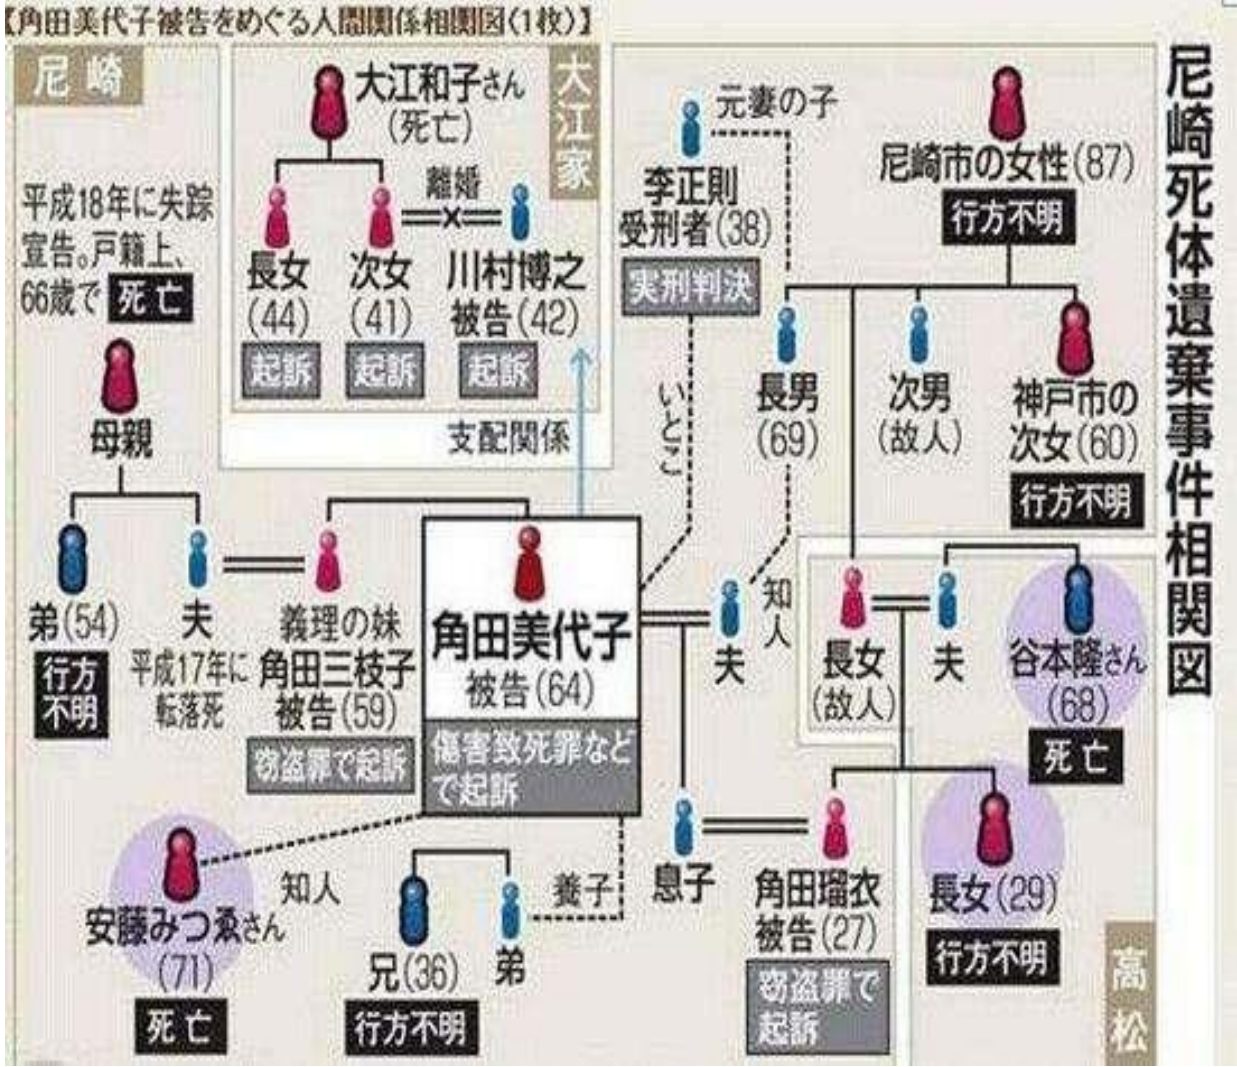 【角田美代子被告をめぐる人間関係相関図(1枚)】
尼崎死体遺棄事件相関図
尼崎
平成18年に失踪
宣告。戸籍上、
66歳で 死亡
母親
弟(54)
行方
不明
夫
平成17年に
転落死
義理の妹
角田三枝子
被告(59)
窃盗罪で起訴
大江家
大江和子さん
(死亡)
離婚
長女
(44)
起訴
次女
(41)
起訴
川村博之
被告(42)
起訴
支配関係
元妻の子
李正則
受刑者(38)
実刑判決
いとこ
尼崎市の女性(87)
行方不明
長男
(69)
次男
(故人)
神戸市の
次女(60)
行方不明
角田美代子
被告(64)
傷害致死罪など
で起訴
夫
知人
長女
(故人)
夫
谷本隆さん
(68)
死亡
安藤みつゑさん
(71)
死亡
知人
兄(36)
行方不明
弟
養子
息子
角田瑠衣
被告(27)
窃盗罪で
起訴
長女(29)
行方不明
高松